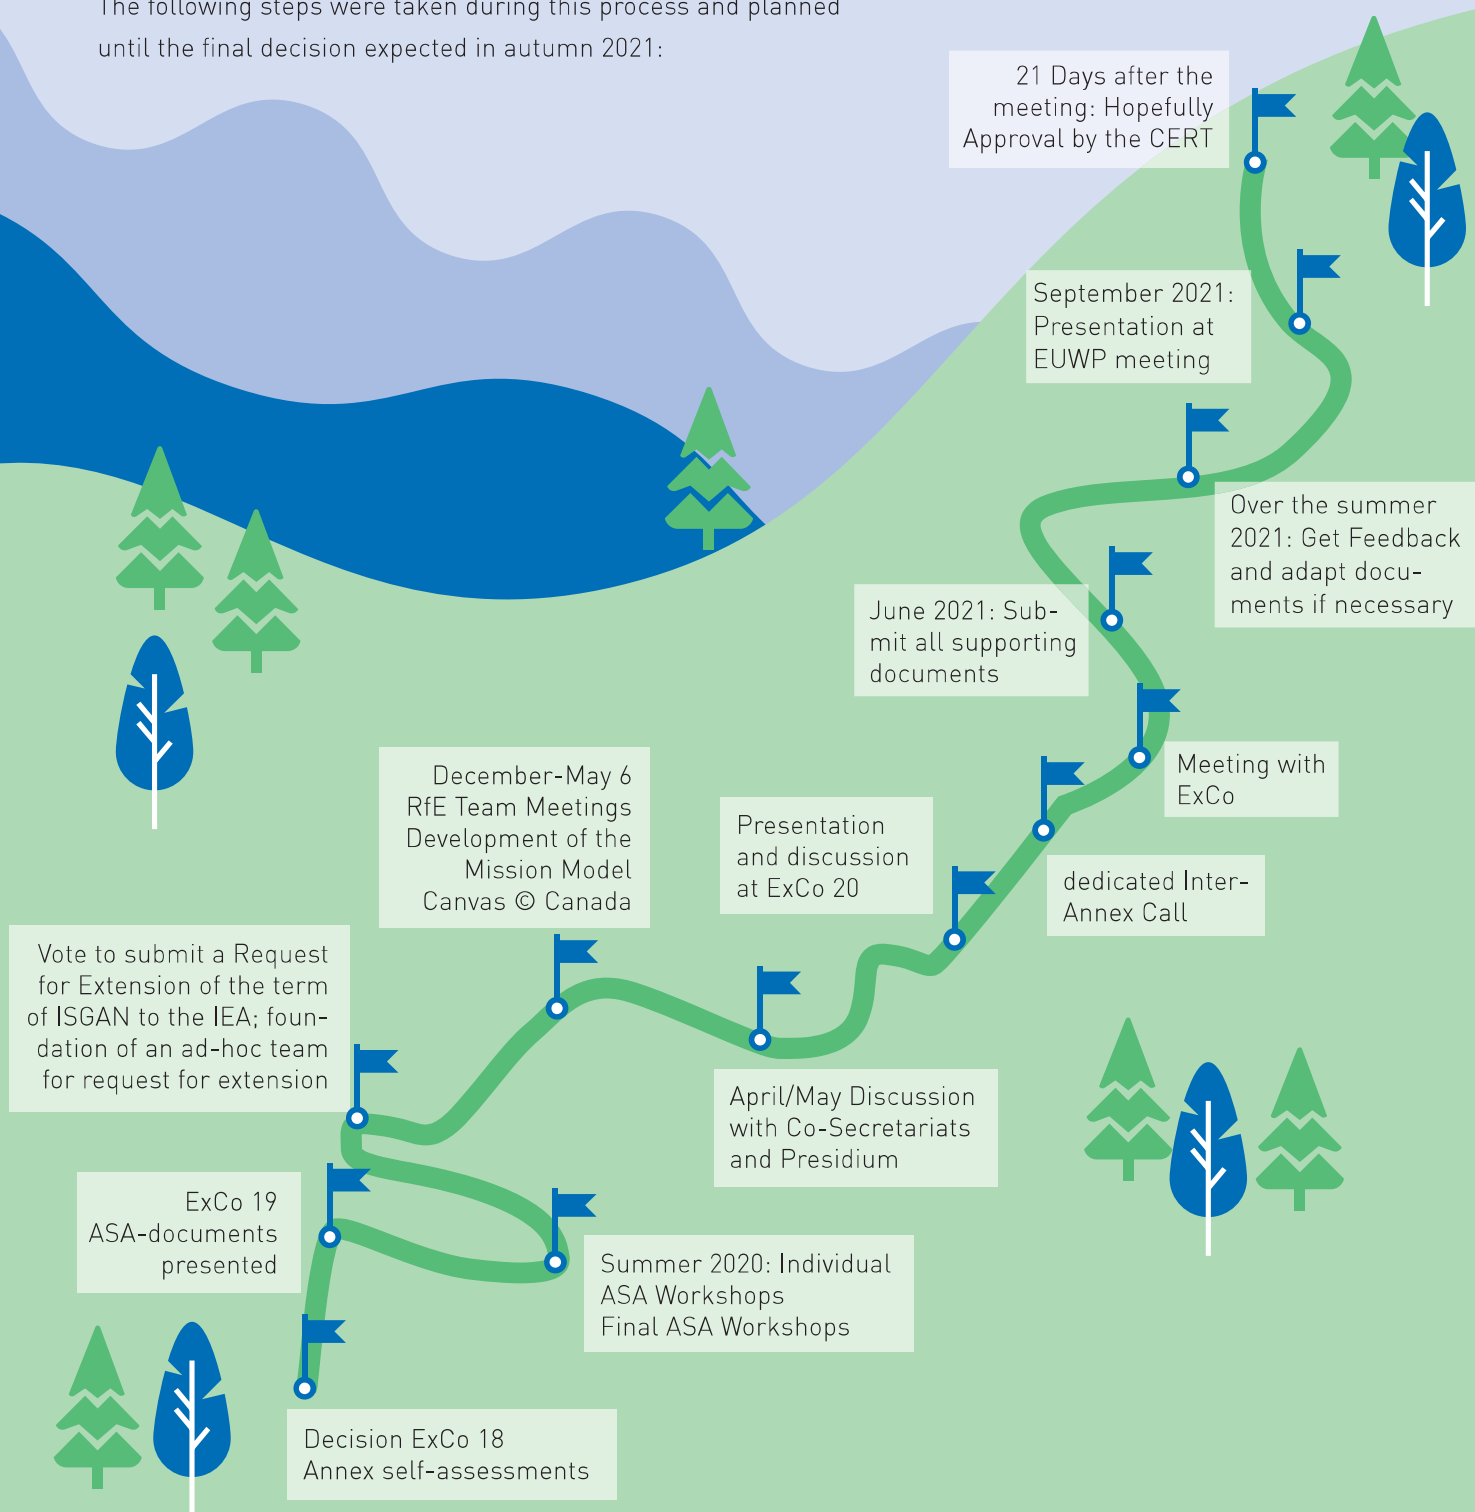 The following steps were taken during this process and planned
until the final decision expected in autumn 2021:
21 Days after the
meeting: Hopefully
Approval by the CERT
September 2021:
Presentation at
EUWP meeting
Over the summer
2021: Get Feedback
and adapt docu-
ments if necessary
June 2021: Sub-
mit all supporting
documents
Meeting with
ExCo
dedicated Inter-
Annex Call
Presentation
and discussion
at ExCo 20
April/May Discussion
with Co-Secretariats
and Presidium
December-May 6
RfE Team Meetings
Development of the
Mission Model
Canvas © Canada
Vote to submit a Request
for Extension of the term
of ISGAN to the IEA; foun-
dation of an ad-hoc team
for request for extension
Summer 2020: Individual
ASA Workshops
Final ASA Workshops
ExCo 19
ASA-documents
presented
Decision ExCo 18
Annex self-assessments